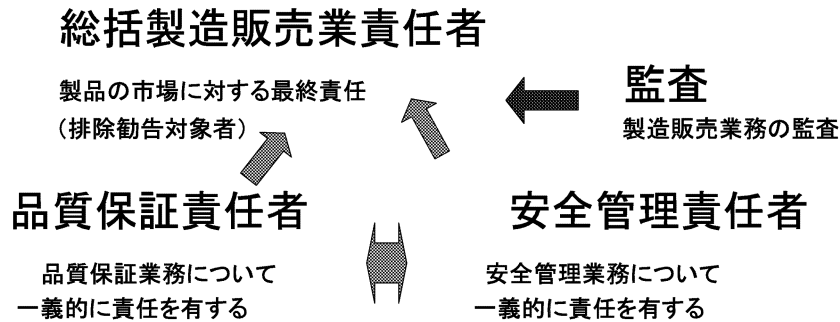 総括製造販売業責任者
製品の市場に対する最終責任
（排除勧告対象者）
監査
製造販売業務の監査
品質保証責任者
品質保証業務について
一義的に責任を有する
安全管理責任者
安全管理業務について
一義的に責任を有する